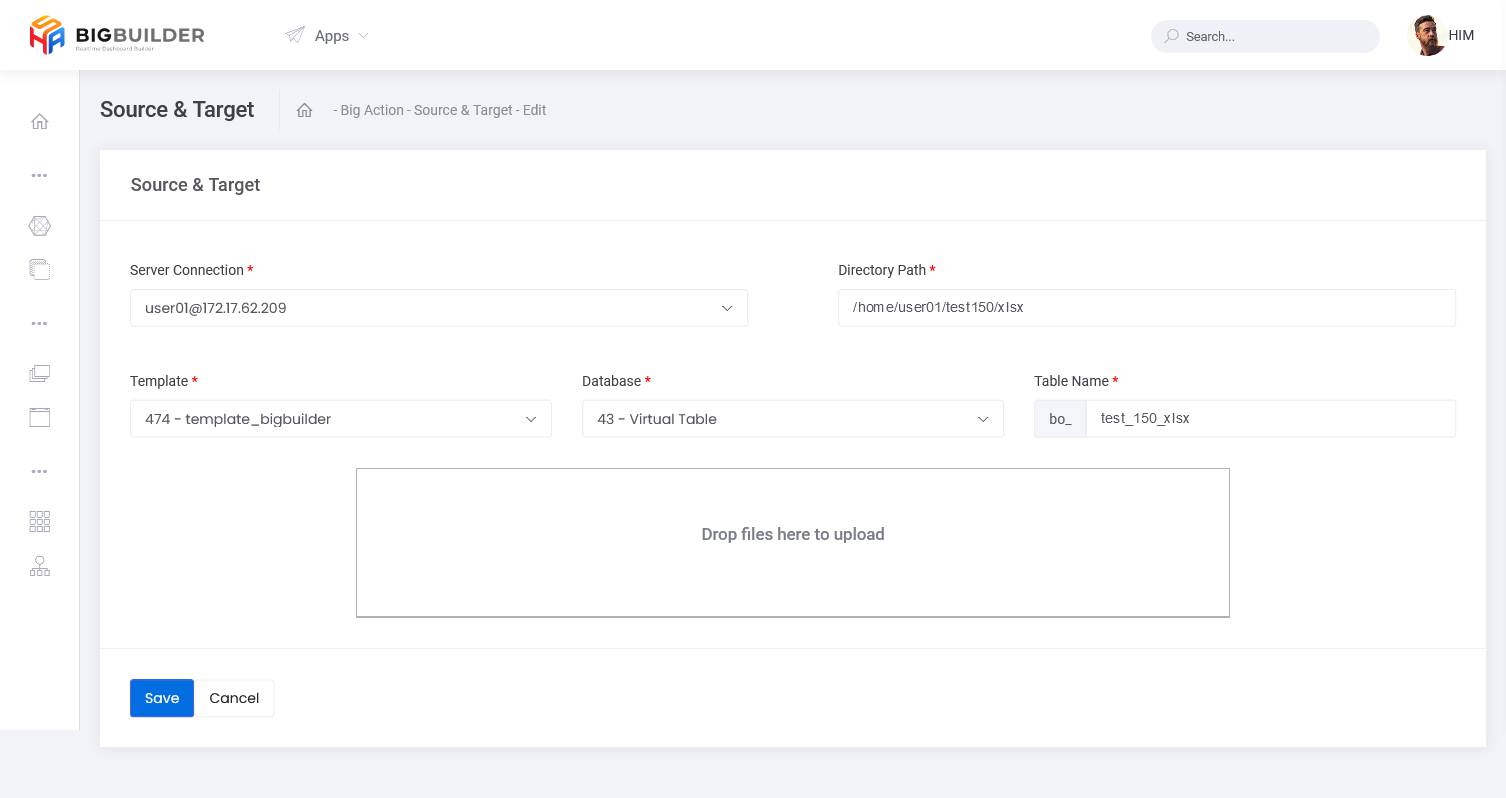 BIGBUILDER
Realtime Dashboard Builder
Apps
Search...
HIM
Source & Target
- Big Action - Source & Target - Edit
Source & Target
Server Connection *
Directory Path *
user01@172.17.62.209
/home/user01/test150/xlsx
Template *
Database *
Table Name *
474 - template_bigbuilder
43 - Virtual Table
bo_
test_150_xlsx
Drop files here to upload
Save
Cancel